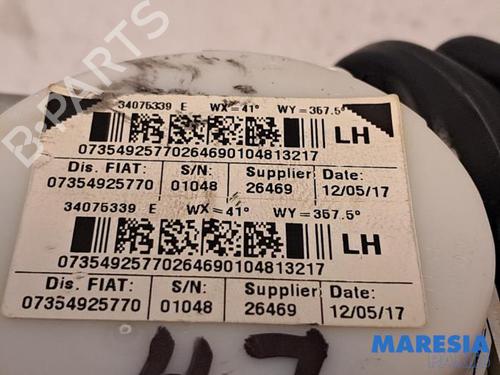 34075339 E WX=41° WY=357.5°
LH
07354925770264690104813217
Dis. FIAT: S/N: Supplier Date:
07354925770 01048 26469 12/05/17
34075339 E WX=41° WY=357.5°
LH
07354925770264690104813217
Dis. FIAT: S/N: Supplier Date:
07354925770 01048 26469 12/05/17
B-PARTS
MARESIA
PARTS